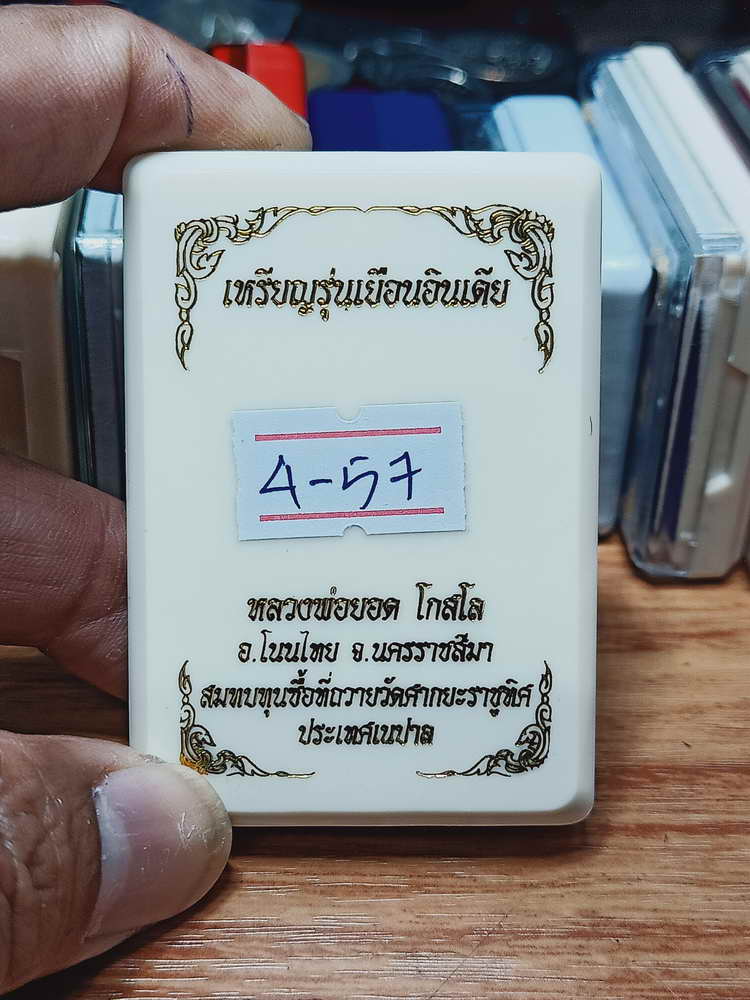 เหรียญรุ่นเยือนอินเดีย
4-57
หลวงพ่อยอด โกสโล
อ.โนนไทย จ.นครราชสีมา
สมทบทุนซื้อที่ถวายวัดศากยะราชูทิศ
ประเทศเนปาล